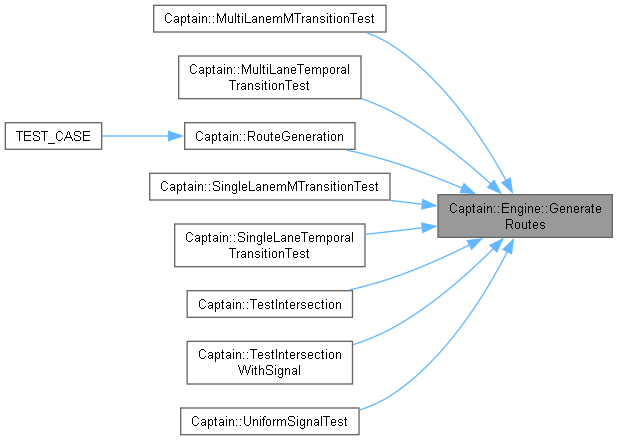 Captain::MultiLanemMTransitionTest
Captain::MultiLaneTemporal
TransitionTest
TEST_CASE
Captain::RouteGeneration
Captain::SingleLanemMTransitionTest
Captain::Engine::Generate
Routes
Captain::SingleLaneTemporal
TransitionTest
Captain::TestIntersection
Captain::TestIntersection
WithSignal
Captain::UniformSignalTest